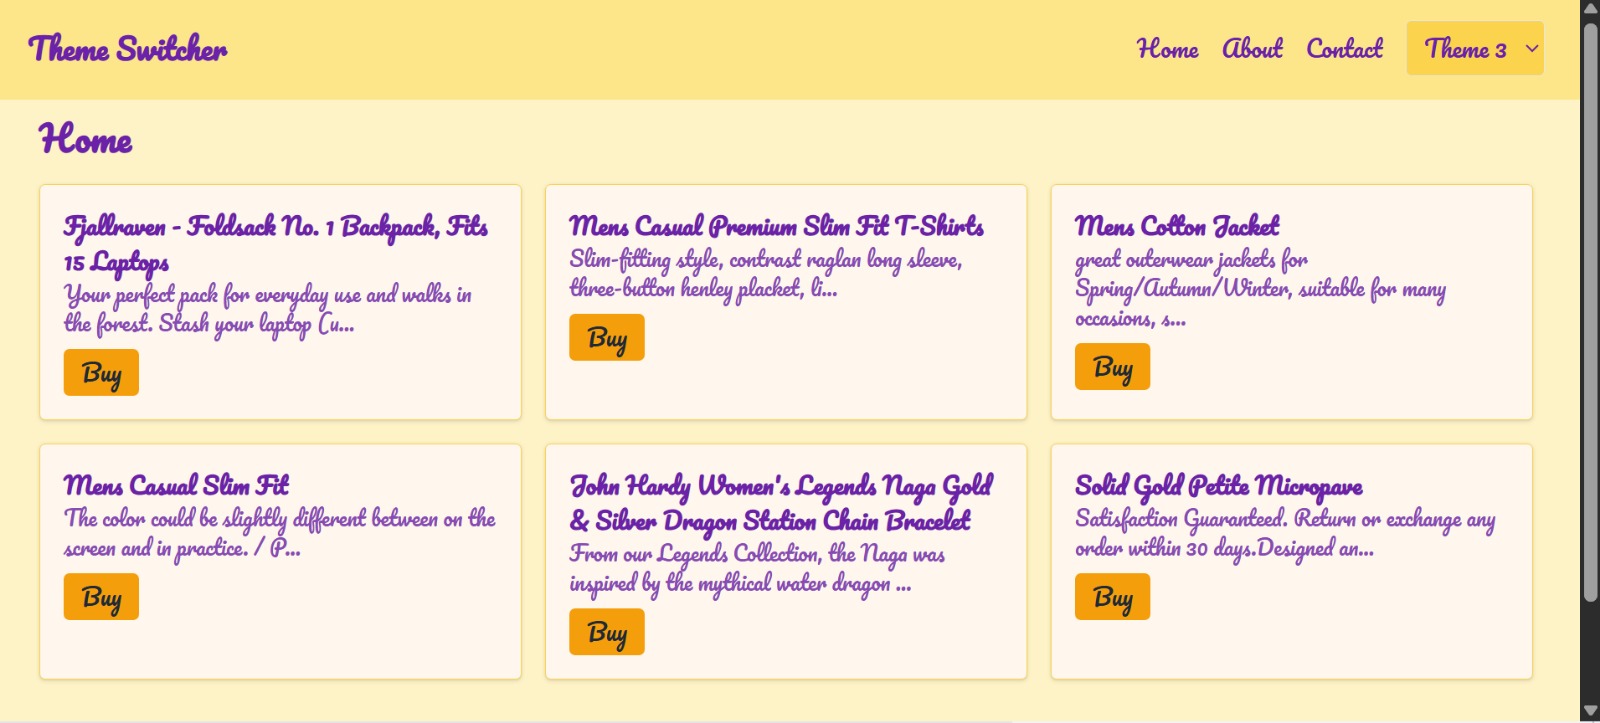 Theme Switcher
Home
About
Contact
Theme 3
Home
Fjallraven - Foldsack No. 1 Backpack, Fits
15 Laptops
Your perfect pack for everyday use and walks in
the forest. Stash your laptop (u...
Buy
Mens Casual Premium Slim Fit T-Shirts
Slim-fitting style, contrast raglan long sleeve,
three-button henley placket, li...
Buy
Mens Cotton Jacket
great outerwear jackets for
Spring/Autumn/Winter, suitable for many
occasions, s...
Buy
Mens Casual Slim Fit
The color could be slightly different between on the
screen and in practice. / P...
Buy
John Hardy Women's Legends Naga Gold
& Silver Dragon Station Chain Bracelet
From our Legends Collection, the Naga was
inspired by the mythical water dragon ...
Buy
Solid Gold Petite Micropave
Satisfaction Guaranteed. Return or exchange any
order within 30 days.Designed an...
Buy